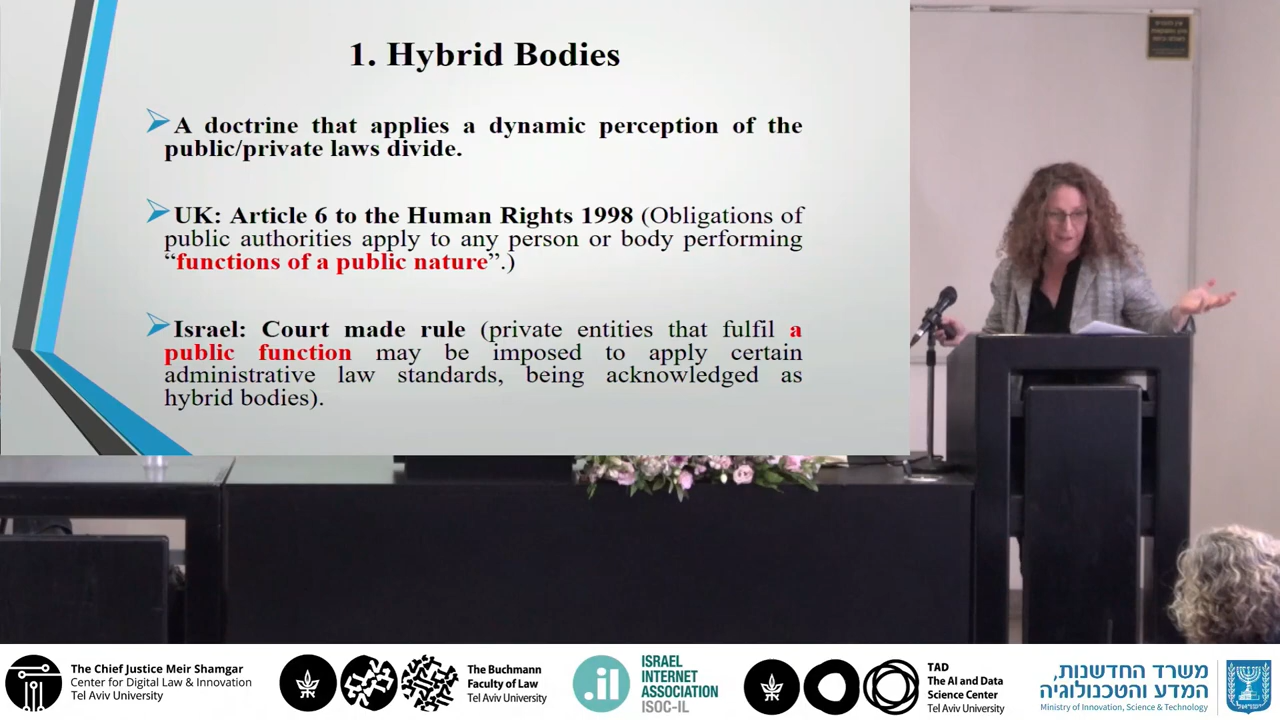 1. Hybrid Bodies
A doctrine that applies a dynamic perception of the
public/private laws divide.
UK: Article 6 to the Human Rights 1998 (Obligations of
public authorities apply to any person or body performing
“functions of a public nature”.)
Israel: Court made rule (private entities that fulfil a
public function may be imposed to apply certain
administrative law standards, being acknowledged as
hybrid bodies).
The Chief Justice Meir Shamgar
Center for Digital Law & Innovation
Tel Aviv University
The Buchmann
Faculty of Law
Tel Aviv University
.il
ISRAEL
INTERNET
ASSOCIATION
ISOC-IL
TAD
The AI and Data
Science Center
Tel Aviv University
משרד החדשנות,
המדע והטכנולוגיה
Ministry of Innovation, Science & Technology